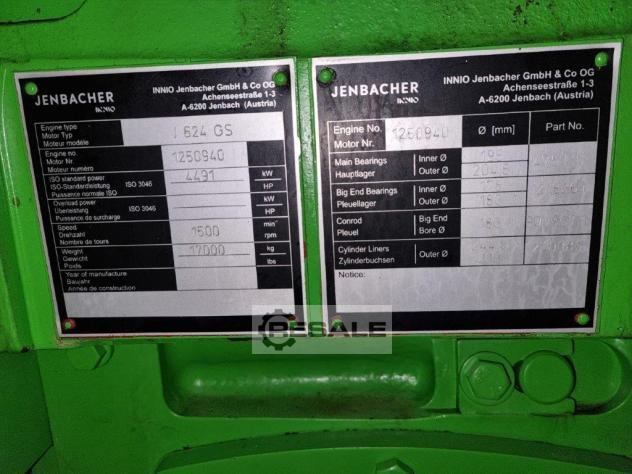 JENBACHER
INNIO
INNIO Jenbacher GmbH & Co OG
Achenseestraße 1-3
A-6200 Jenbach (Austria)
Engine type
Motor Typ
Moteur modèle
J 624 GS
Engine no.
Motor Nr.
Moteur numéro
1250940
ISO standard power
ISO-Standardleistung
Puissance normale ISO
ISO 3046
4491
kW
HP
Overload power
Überleistung
Puissance de surcharge
ISO 3046
kW
HP
Speed
Drehzahl
Nombre de tours
1500
min⁻
rpm
Weight
Gewicht
Poids
17000
kg
lbs
Year of manufacture
Baujahr
Année de construction
JENBACHER
INNIO
INNIO Jenbacher GmbH & Co OG
Achenseestraße 1-3
A-6200 Jenbach (Austria)
Engine No.
Motor Nr.
1250940
Ø [mm]
Part No.
Main Bearings
Hauptlager
Inner Ø
Outer Ø
Big End Bearings
Pleuellager
Inner Ø
Outer Ø
Conrod
Pleuel
Big End
Bore Ø
Cylinder Liners
Zylinderbuchsen
Outer Ø
Notice:
RESALE